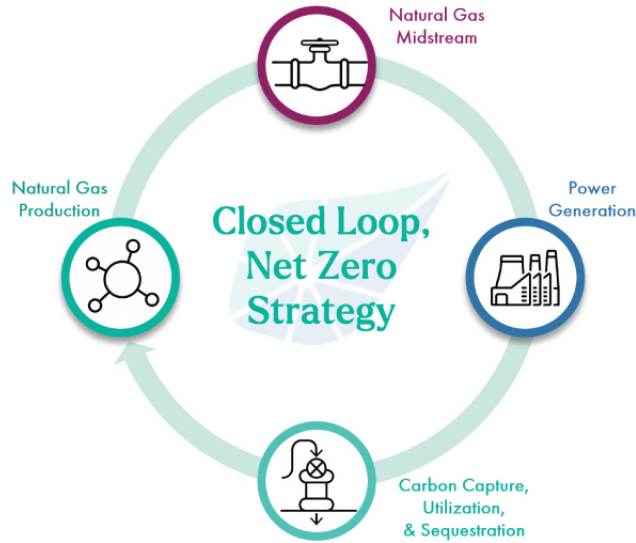 Natural Gas
Midstream
Natural Gas
Production
Power
Generation
Closed Loop,
Net Zero
Strategy
Carbon Capture,
Utilization,
& Sequestration